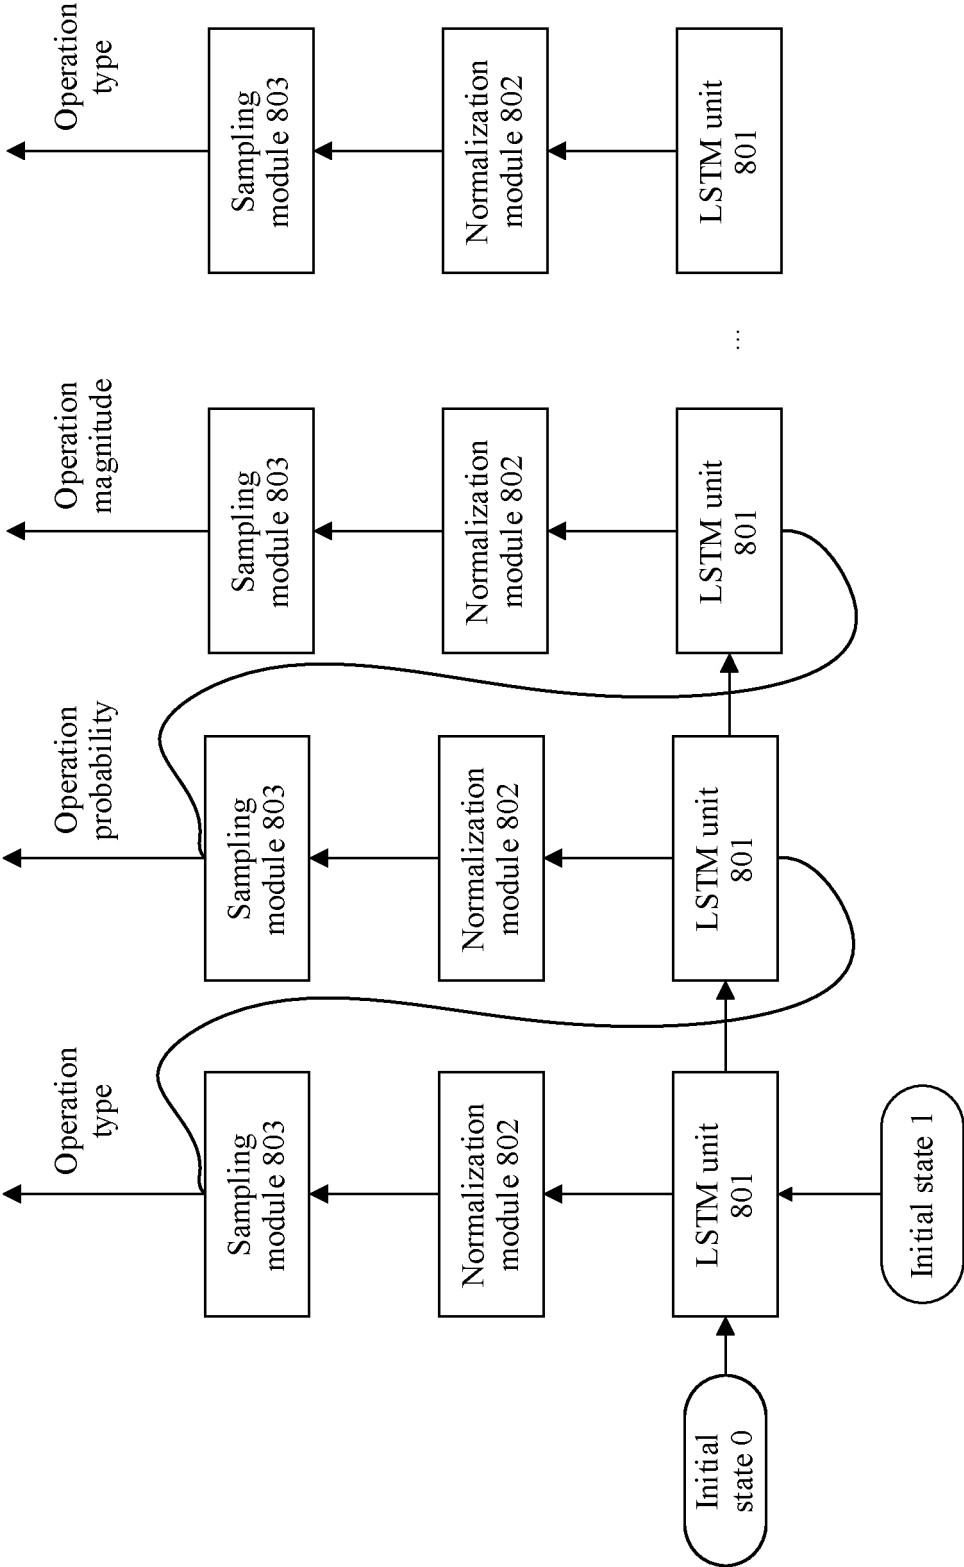 Operation
type
Operation
probability
Operation
magnitude
Operation
type
Sampling
module 803
Sampling
module 803
Sampling
module 803
Sampling
module 803
Normalization
module 802
Normalization
module 802
Normalization
module 802
Normalization
module 802
Initial
state 0
LSTM unit
801
LSTM unit
801
LSTM unit
801
...
LSTM unit
801
Initial state 1